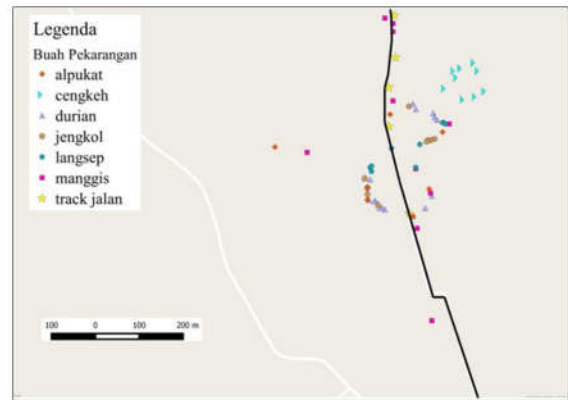 Legenda
Buah Pekarangan
alpukat
cengkeh
durian
jengkol
langsep
manggis
track jalan
100 0 100 200 m